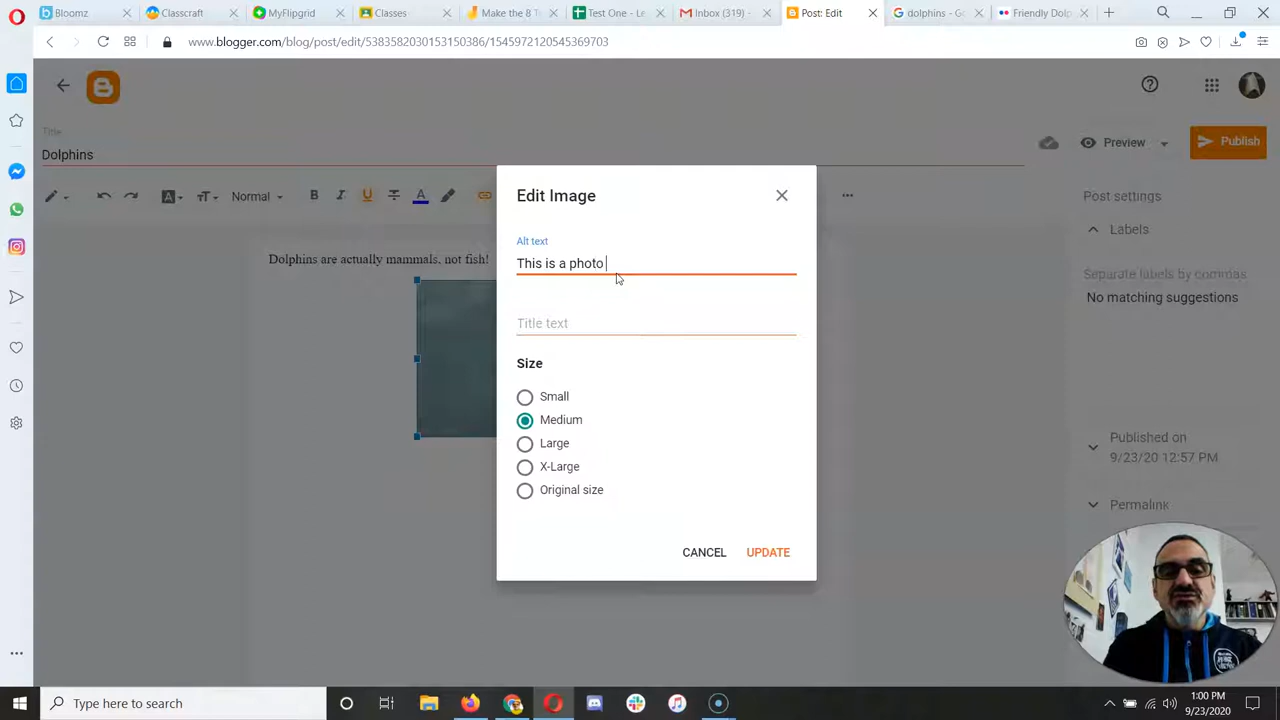 Bloomz
Classcraft
MyFlipgrid
Classes
Make the 8 T
Test One - L
Inbox (319)
Post: Edit
dolphins - Go
Friendly Dol
www.blogger.com/blog/post/edit/5383582030153150386/1545972120545369703
Title
Dolphins
Preview
Publish
Normal
Dolphins are actually mammals, not fish!
Edit Image
Alt text
This is a photo
Title text
Size
Small
Medium
Large
X-Large
Original size
CANCEL
UPDATE
Post settings
Labels
Separate labels by commas
No matching suggestions
Published on
9/23/20 12:57 PM
Permalink
Type here to search
1:00 PM
9/23/2020